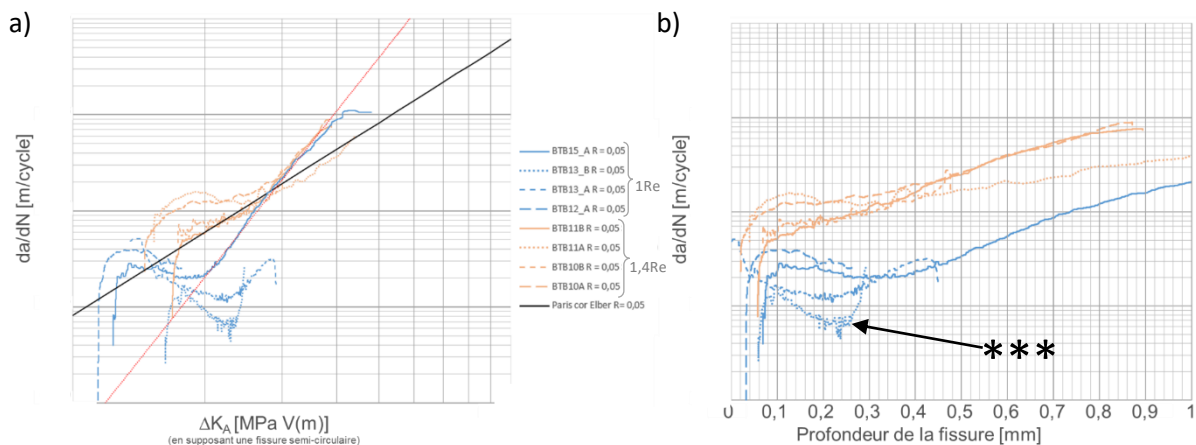 a)
da/dN [m/cycle]
ΔK_A [MPa V(m)]
(en supposant une fissure semi-circulaire)
BTB15_A R = 0,05
BTB13_B R = 0,05
BTB13_A R = 0,05
BTB12_A R = 0,05
1Re
BTB11B R = 0,05
BTB11A R = 0,05
BTB10B R = 0,05
BTB10A R = 0,05
1,4Re
Paris cor Elber R= 0,05
b)
da/dN [m/cycle]
***
0 0,1 0,2 0,3 0,4 0,5 0,6 0,7 0,8 0,9 1
Profondeur de la fissure [mm]